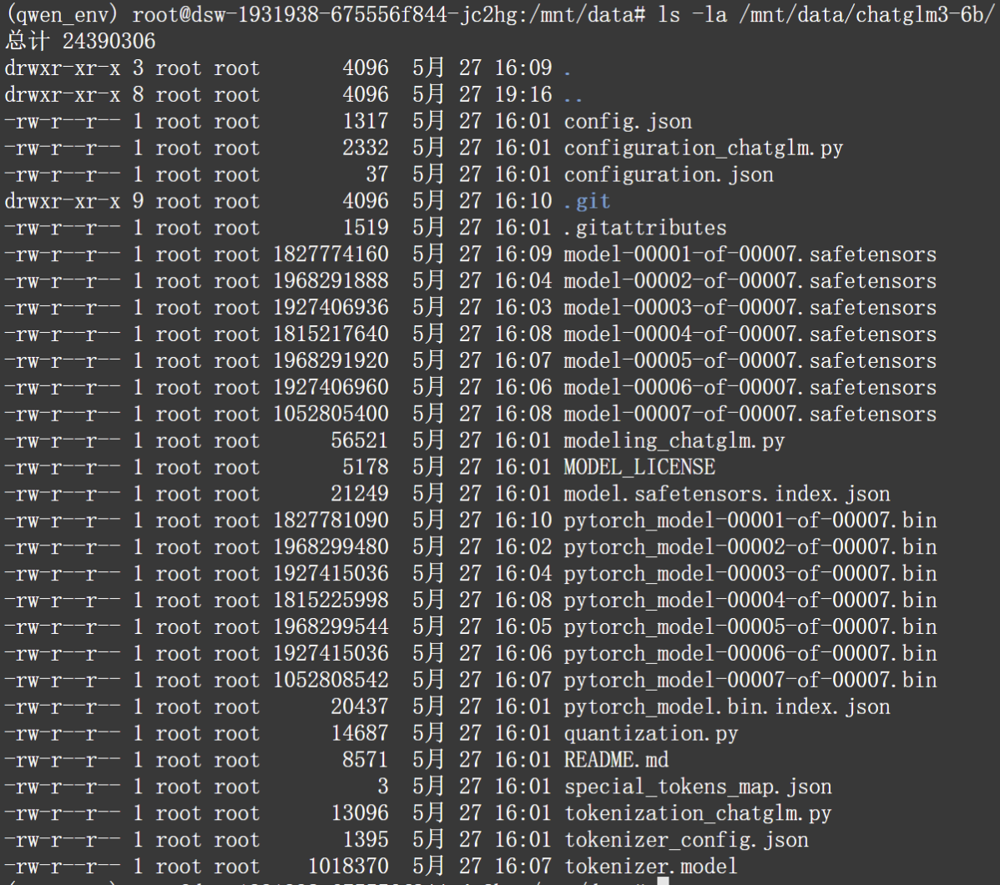 (qwen_env) root@dsw-1931938-675556f844-jc2hg:/mnt/data# ls -la /mnt/data/chatglm3-6b/
总计 24390306
drwxr-xr-x 3 root root 4096 5月 27 16:09 .
drwxr-xr-x 8 root root 4096 5月 27 19:16 ..
-rw-r--r-- 1 root root 1317 5月 27 16:01 config.json
-rw-r--r-- 1 root root 2332 5月 27 16:01 configuration_chatglm.py
-rw-r--r-- 1 root root 37 5月 27 16:01 configuration.json
drwxr-xr-x 9 root root 4096 5月 27 16:10 .git
-rw-r--r-- 1 root root 1519 5月 27 16:01 .gitattributes
-rw-r--r-- 1 root root 1827774160 5月 27 16:09 model-00001-of-00007.safetensors
-rw-r--r-- 1 root root 1968291888 5月 27 16:04 model-00002-of-00007.safetensors
-rw-r--r-- 1 root root 1927406936 5月 27 16:03 model-00003-of-00007.safetensors
-rw-r--r-- 1 root root 1815217640 5月 27 16:08 model-00004-of-00007.safetensors
-rw-r--r-- 1 root root 1968291920 5月 27 16:07 model-00005-of-00007.safetensors
-rw-r--r-- 1 root root 1927406960 5月 27 16:06 model-00006-of-00007.safetensors
-rw-r--r-- 1 root root 1052805400 5月 27 16:08 model-00007-of-00007.safetensors
-rw-r--r-- 1 root root 56521 5月 27 16:01 modeling_chatglm.py
-rw-r--r-- 1 root root 5178 5月 27 16:01 MODEL_LICENSE
-rw-r--r-- 1 root root 21249 5月 27 16:01 model.safetensors.index.json
-rw-r--r-- 1 root root 1827781090 5月 27 16:10 pytorch_model-00001-of-00007.bin
-rw-r--r-- 1 root root 1968299480 5月 27 16:02 pytorch_model-00002-of-00007.bin
-rw-r--r-- 1 root root 1927415036 5月 27 16:04 pytorch_model-00003-of-00007.bin
-rw-r--r-- 1 root root 1815225998 5月 27 16:08 pytorch_model-00004-of-00007.bin
-rw-r--r-- 1 root root 1968299544 5月 27 16:05 pytorch_model-00005-of-00007.bin
-rw-r--r-- 1 root root 1927415036 5月 27 16:06 pytorch_model-00006-of-00007.bin
-rw-r--r-- 1 root root 1052808542 5月 27 16:07 pytorch_model-00007-of-00007.bin
-rw-r--r-- 1 root root 20437 5月 27 16:01 pytorch_model.bin.index.json
-rw-r--r-- 1 root root 14687 5月 27 16:01 quantization.py
-rw-r--r-- 1 root root 8571 5月 27 16:01 README.md
-rw-r--r-- 1 root root 3 5月 27 16:01 special_tokens_map.json
-rw-r--r-- 1 root root 13096 5月 27 16:01 tokenization_chatglm.py
-rw-r--r-- 1 root root 1395 5月 27 16:01 tokenizer_config.json
-rw-r--r-- 1 root root 1018370 5月 27 16:07 tokenizer.model